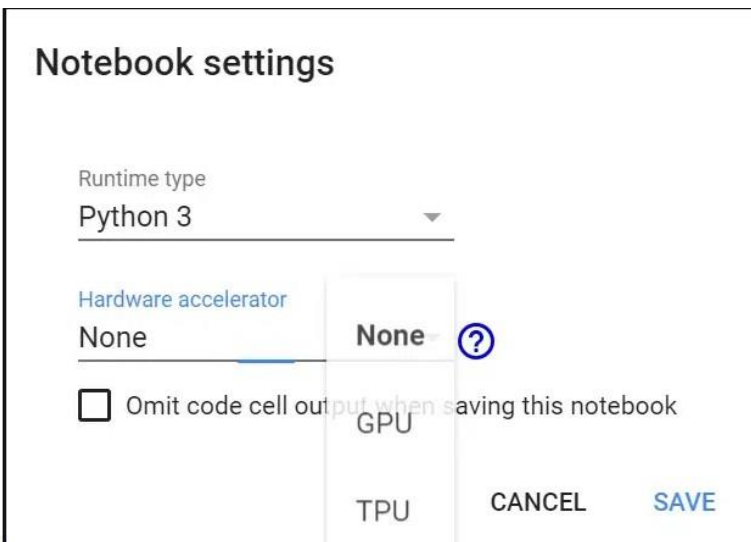 Notebook settings
Runtime type
Python 3
Hardware accelerator
None
None
?
Omit code cell output when saving this notebook
GPU
TPU
CANCEL
SAVE